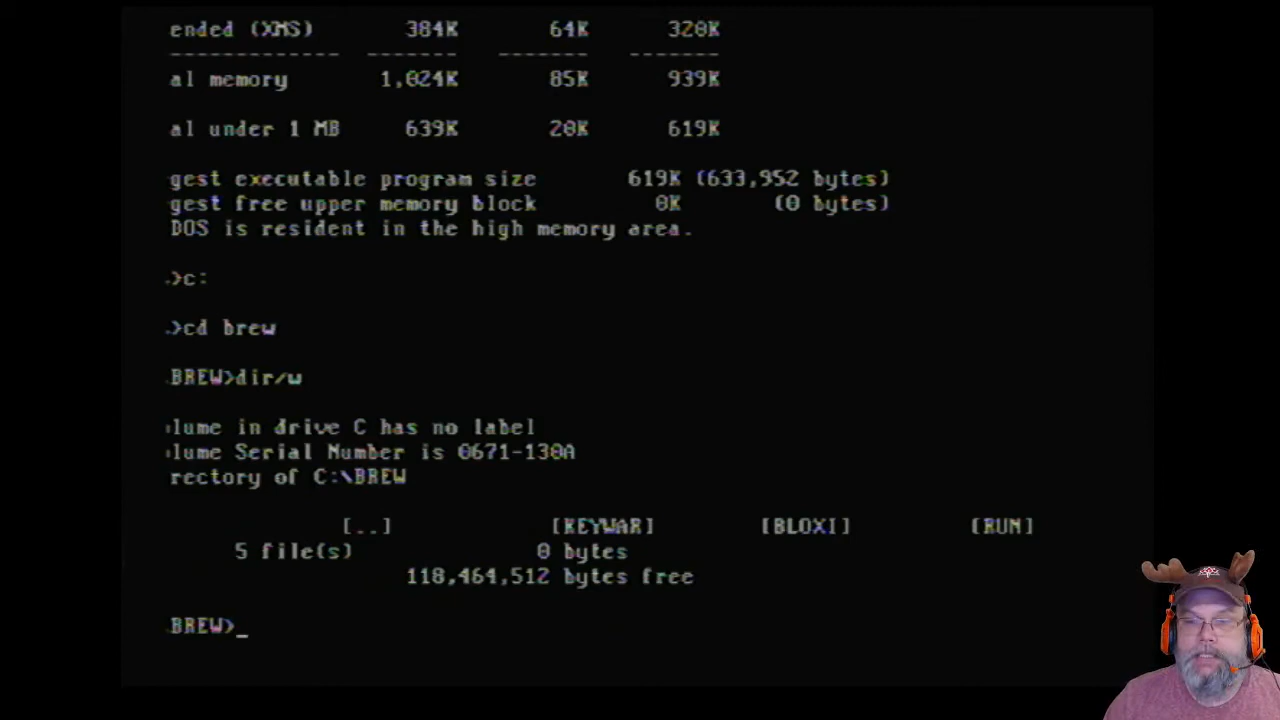 ended (XMS) 384K 64K 320K
------------- ------- ------- -------
al memory 1,024K 85K 939K
al under 1 MB 639K 20K 619K
gest executable program size 619K (633,952 bytes)
gest free upper memory block 0K (0 bytes)
DOS is resident in the high memory area.
>c:
>cd brew
BREW>dir/w
lume in drive C has no label
lume Serial Number is 0671-130A
rectory of C:\BREW
[..] [KEYWAR] [BLOXI] [RUN]
5 file(s) 0 bytes
118,464,512 bytes free
BREW>_